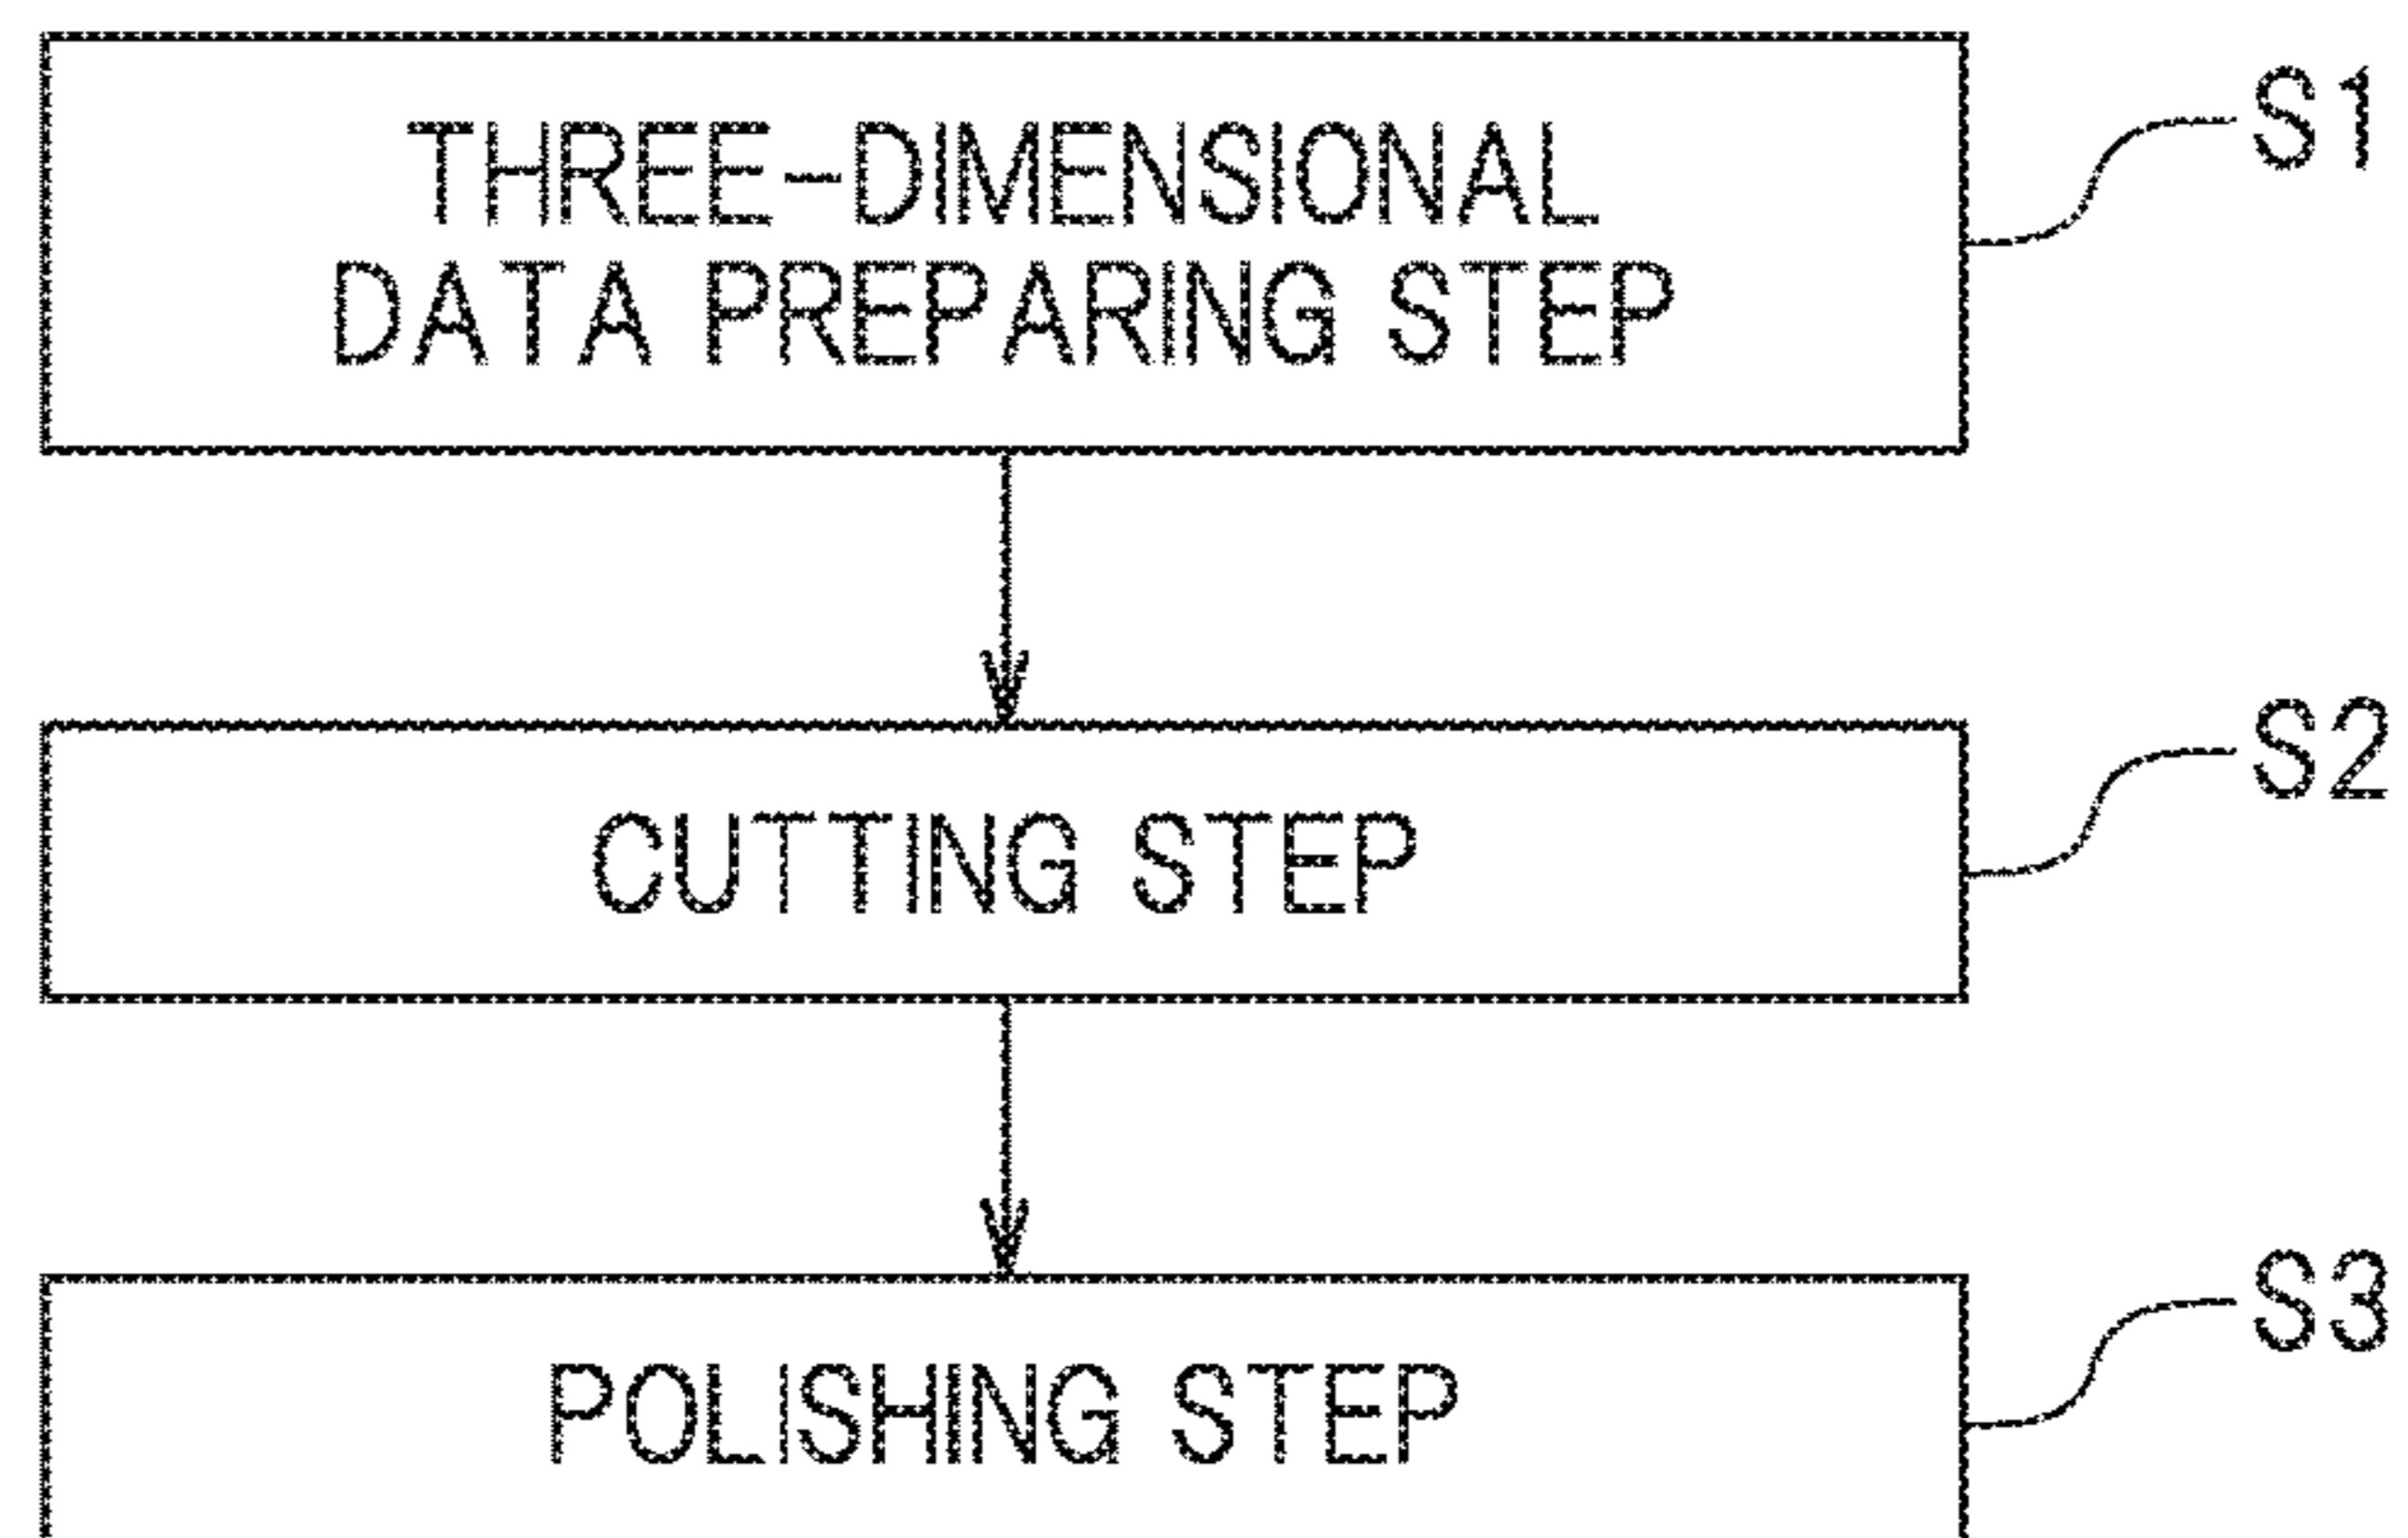 THREE-DIMENSIONAL
DATA PREPARING STEP
S1
CUTTING STEP
S2
POLISHING STEP
S3